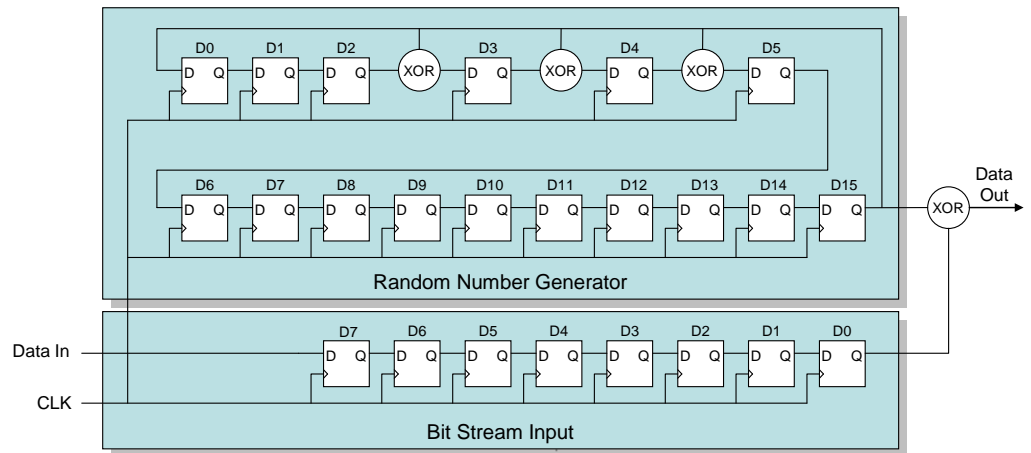 D0 D1 D2 D3 D4 D5
D Q D Q D Q XOR D Q XOR D Q XOR D Q
D6 D7 D8 D9 D10 D11 D12 D13 D14 D15
D Q D Q D Q D Q D Q D Q D Q D Q D Q D Q
XOR
Data
Out
Random Number Generator
D7 D6 D5 D4 D3 D2 D1 D0
Data In
D Q D Q D Q D Q D Q D Q D Q D Q
CLK
Bit Stream Input